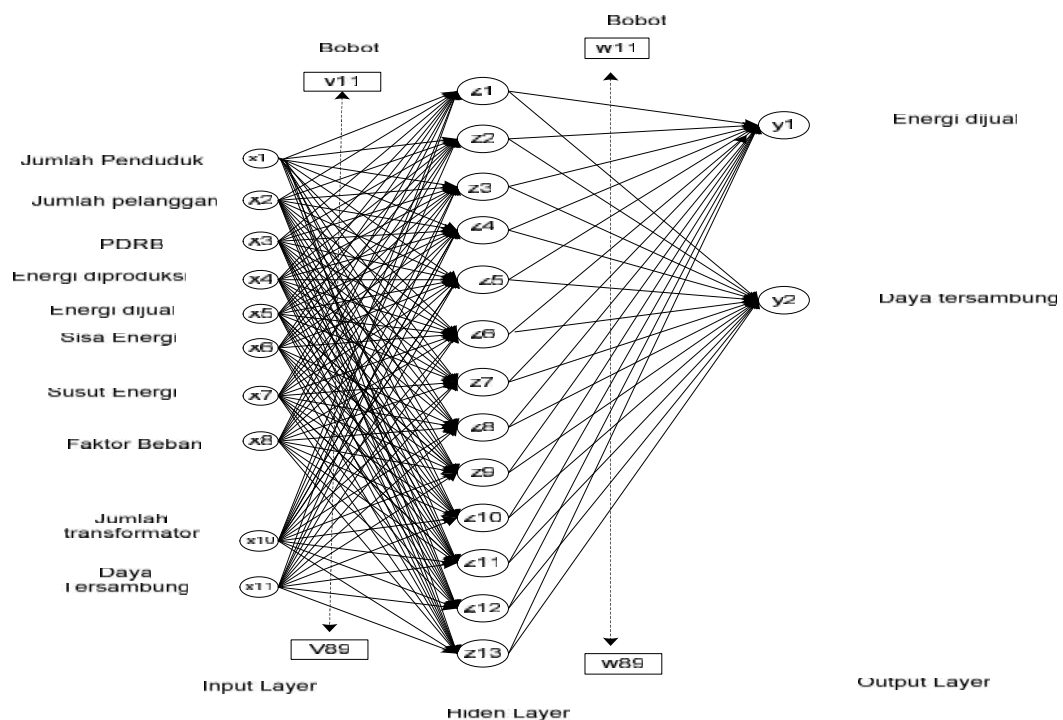 Bobot
Bobot
v11
w11
z1
z2
z3
z4
z5
z6
z7
z8
z9
z10
z11
z12
z13
Jumlah Penduduk
x1
Jumlah pelanggan
x2
PDRB
x3
Energi diproduksi
x4
Energi dijual
x5
Sisa Energi
x6
Susut Energi
x7
Faktor Beban
x8
Jumlah
transformator
x10
Daya
Tersambung
x11
y1
Energi dijual
y2
Daya tersambung
V89
w89
Input Layer
Hiden Layer
Output Layer